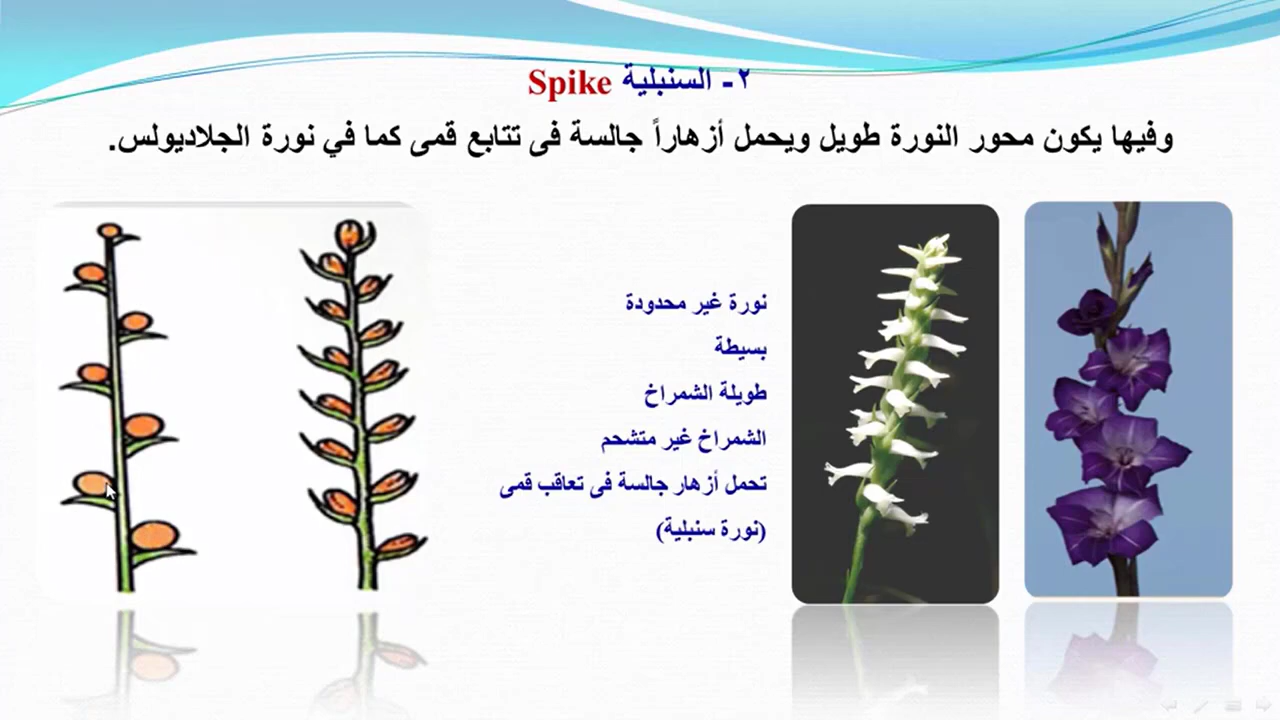 ٢- السنبلية Spike
وفيها يكون محور النورة طويل ويحمل أزهاراً جالسة فى تتابع قمى كما في نورة الجلاديولس.
نورة غير محدودة
بسيطة
طويلة الشمراخ
الشمراخ غير متشحم
تحمل أزهار جالسة فى تعاقب قمى
(نورة سنبلية)